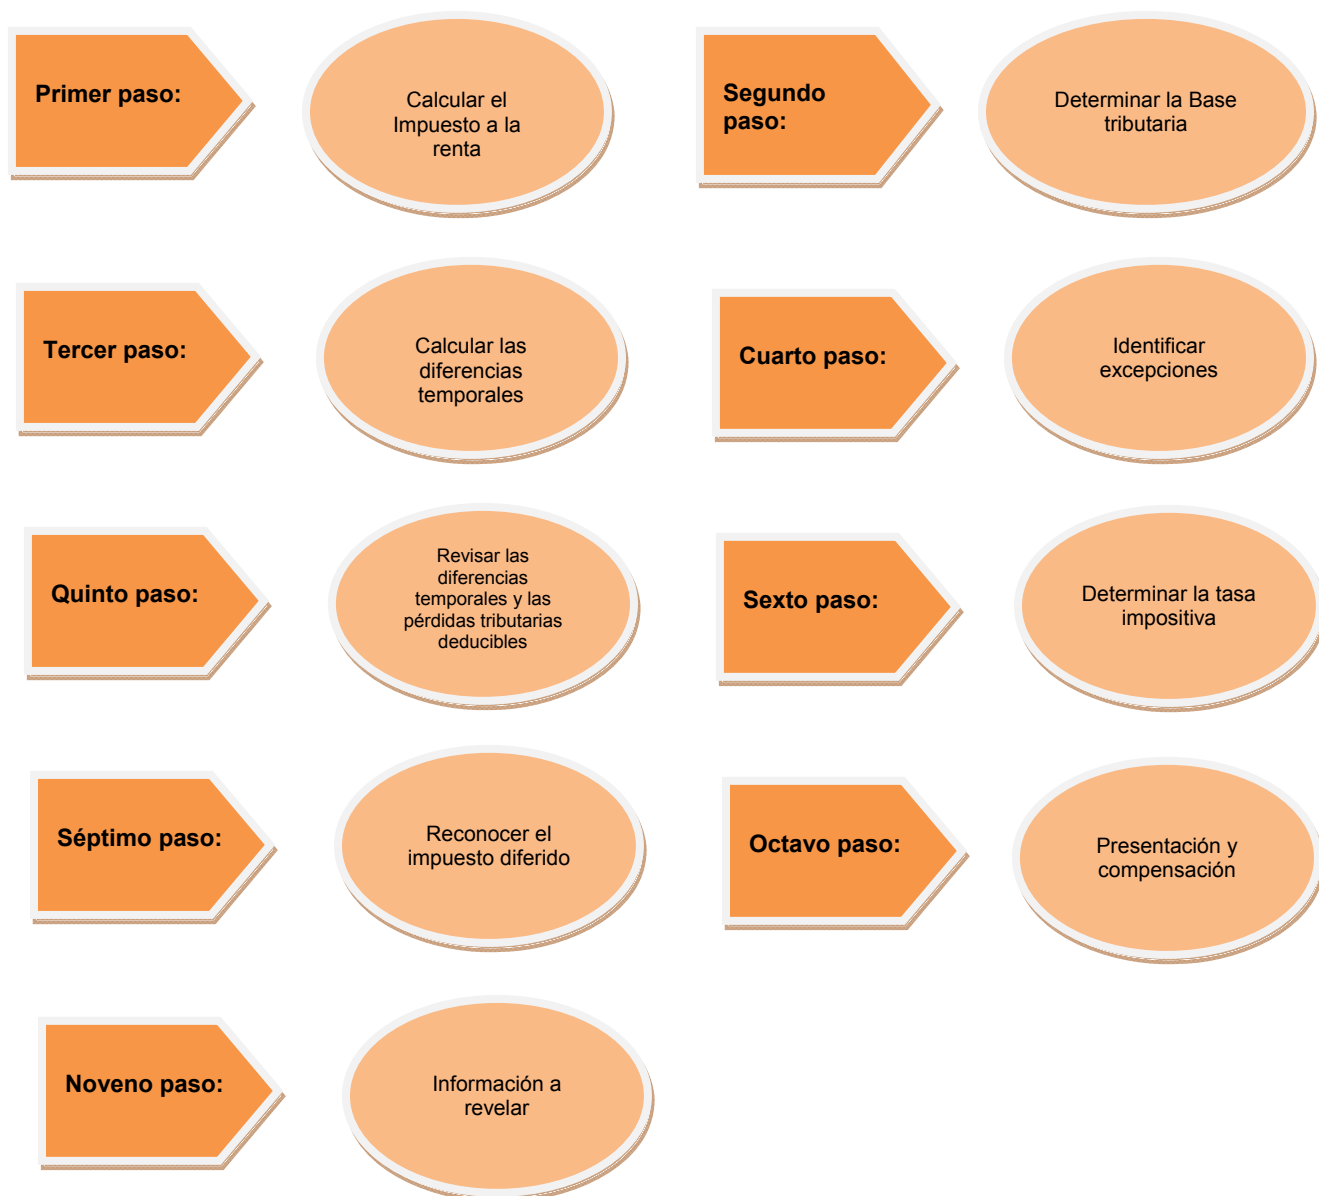 Primer paso:
Calcular el
Impuesto a la
renta
Segundo
paso:
Determinar la Base
tributaria
Tercer paso:
Calcular las
diferencias
temporales
Cuarto paso:
Identificar
excepciones
Quinto paso:
Revisar las
diferencias
temporales y las
pérdidas tributarias
deducibles
Sexto paso:
Determinar la tasa
impositiva
Séptimo paso:
Reconocer el
impuesto diferido
Octavo paso:
Presentación y
compensación
Noveno paso:
Información a
revelar